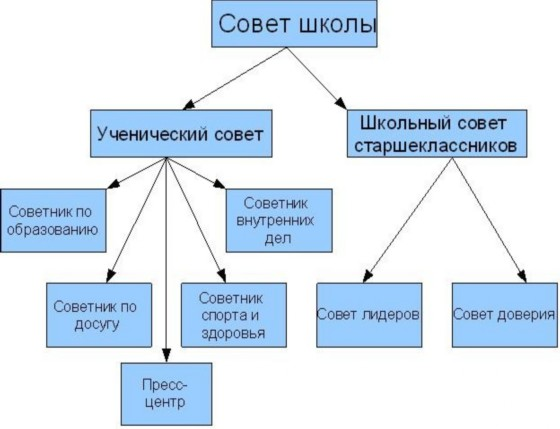 Совет школы
Ученический совет
Школьный совет
старшеклассников
Советник по
образованию
Советник
внутренних
дел
Советник по
досугу
Советник
спорта и
здоровья
Совет лидеров
Совет доверия
Пресс-
центр